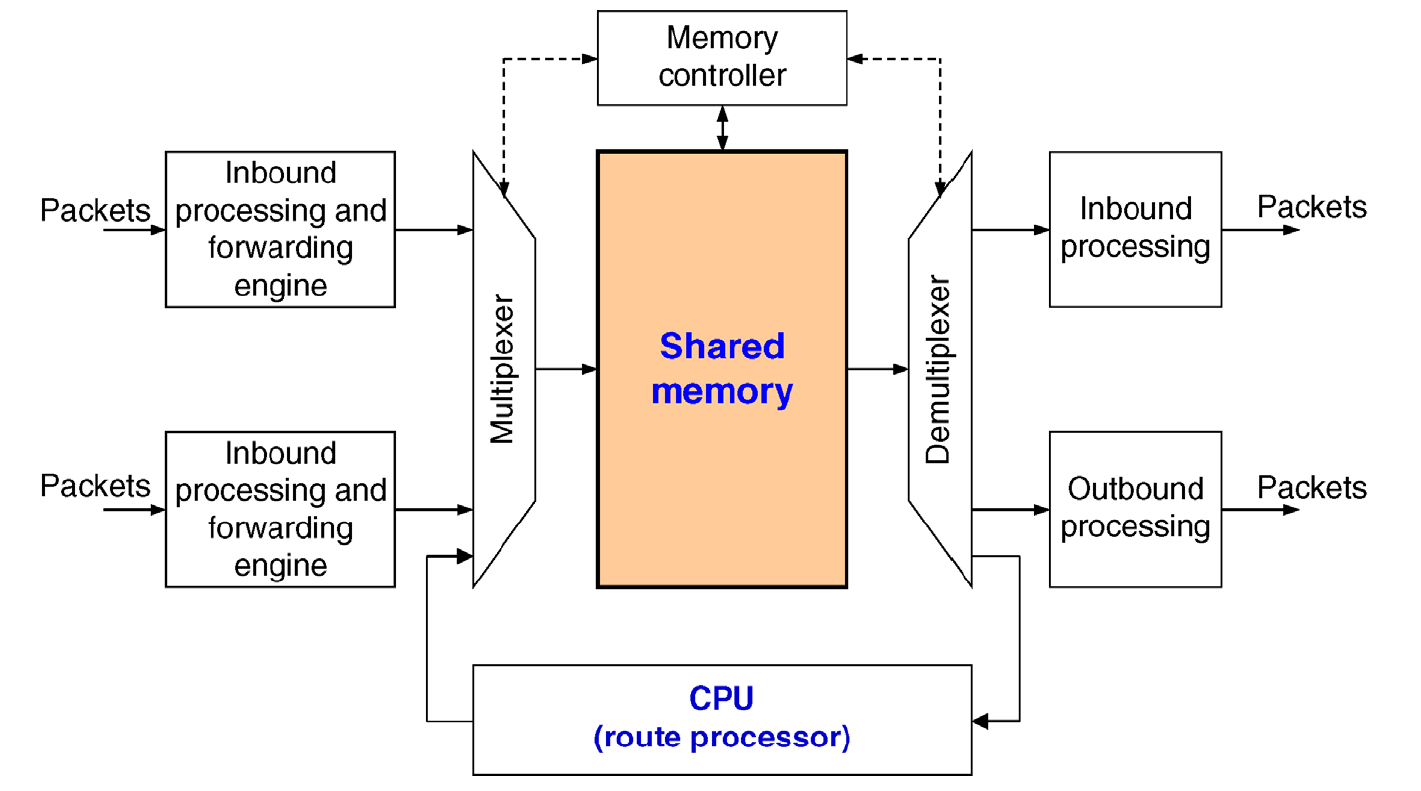 Memory
controller
Packets
Inbound
processing and
forwarding
engine
Multiplexer
Shared
memory
Demultiplexer
Inbound
processing
Packets
Packets
Inbound
processing and
forwarding
engine
Outbound
processing
Packets
CPU
(route processor)